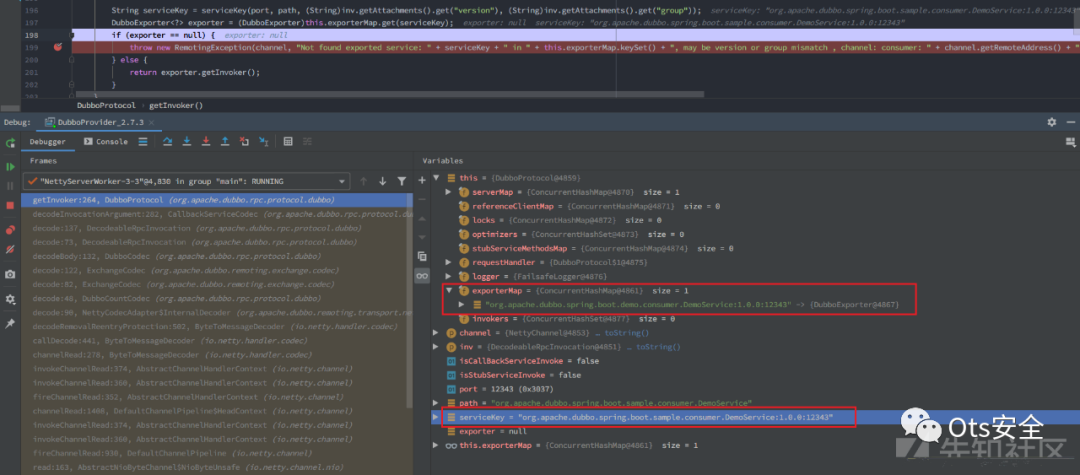 String serviceKey = serviceKey(port, path, (String)inv.getAttachments().get("version"), (String)inv.getAttachments().get("group")); serviceKey: "org.apache.dubbo.spring.boot.sample.consumer.DemoService:1.0.0:12343"
DubboExporter<?> exporter = (DubboExporter)this.exporterMap.get(serviceKey); exporter: null serviceKey: "org.apache.dubbo.spring.boot.sample.consumer.DemoService:1.0.0:12343"
198 if (exporter == null) { exporter: null
199 throw new RemotingException(channel, "Not found exported service: " + serviceKey + " in " + this.exporterMap.keySet() + ", may be version or group mismatch , channel: consumer: " + channel.getRemoteAddress() + "
200 } else {
201 return exporter.getInvoker();
202 }
203
DubboProtocol › getInvoker()
Debug: DubboProvider_2.7.3 ×
Debugger Console
Frames
Variables
"NettyServerWorker-3-3"@4,830 in group "main": RUNNING
getInvoker:264, DubboProtocol (org.apache.dubbo.rpc.protocol.dubbo)
decodeInvocationArgument:282, CallbackServiceCodec (org.apache.dubbo.rpc.protocol.du
decode:137, DecodeableRpcInvocation (org.apache.dubbo.rpc.protocol.dubbo)
decode:73, DecodeableRpcInvocation (org.apache.dubbo.rpc.protocol.dubbo)
decodeBody:132, DubboCodec (org.apache.dubbo.rpc.protocol.dubbo)
decode:122, ExchangeCodec (org.apache.dubbo.remoting.exchange.codec)
decode:82, ExchangeCodec (org.apache.dubbo.remoting.exchange.codec)
decode:48, DubboCountCodec (org.apache.dubbo.rpc.protocol.dubbo)
decode:90, NettyCodecAdapter$InternalDecoder (org.apache.dubbo.remoting.transport.ne
decodeRemovalReentryProtection:502, ByteToMessageDecoder (io.netty.handler.codec)
callDecode:441, ByteToMessageDecoder (io.netty.handler.codec)
channelRead:278, ByteToMessageDecoder (io.netty.handler.codec)
invokeChannelRead:374, AbstractChannelHandlerContext (io.netty.channel)
invokeChannelRead:360, AbstractChannelHandlerContext (io.netty.channel)
fireChannelRead:352, AbstractChannelHandlerContext (io.netty.channel)
channelRead:1408, DefaultChannelPipeline$HeadContext (io.netty.channel)
invokeChannelRead:374, AbstractChannelHandlerContext (io.netty.channel)
invokeChannelRead:360, AbstractChannelHandlerContext (io.netty.channel)
fireChannelRead:930, DefaultChannelPipeline (io.netty.channel)
read:163, AbstractNioByteChannel$NioByteUnsafe (io.netty.channel.nio)
this = {DubboProtocol@4859}
serverMap = {ConcurrentHashMap@4870} size = 1
referenceClientMap = {ConcurrentHashMap@4871} size = 0
locks = {ConcurrentHashMap@4872} size = 0
optimizers = {ConcurrentHashSet@4873} size = 0
stubServiceMethodsMap = {ConcurrentHashMap@4874} size = 0
requestHandler = {DubboProtocol$1@4875}
logger = {FailsafeLogger@4876}
exporterMap = {ConcurrentHashMap@4861} size = 1
"org.apache.dubbo.spring.boot.demo.consumer.DemoService:1.0.0:12343" -> {DubboExporter@4867}
invokers = {ConcurrentHashSet@4877} size = 0
channel = {NettyChannel@4853} … toString()
inv = {DecodeableRpcInvocation@4851} … toString()
isCallBackServiceInvoke = false
isStubServiceInvoke = false
port = 12343 (0x3037)
path = "org.apache.dubbo.spring.boot.sample.consumer.DemoService"
serviceKey = "org.apache.dubbo.spring.boot.sample.consumer.DemoService:1.0.0:12343"
exporter = null
this.exporterMap = {ConcurrentHashMap@4861} size = 1
Ots安全
先知社区